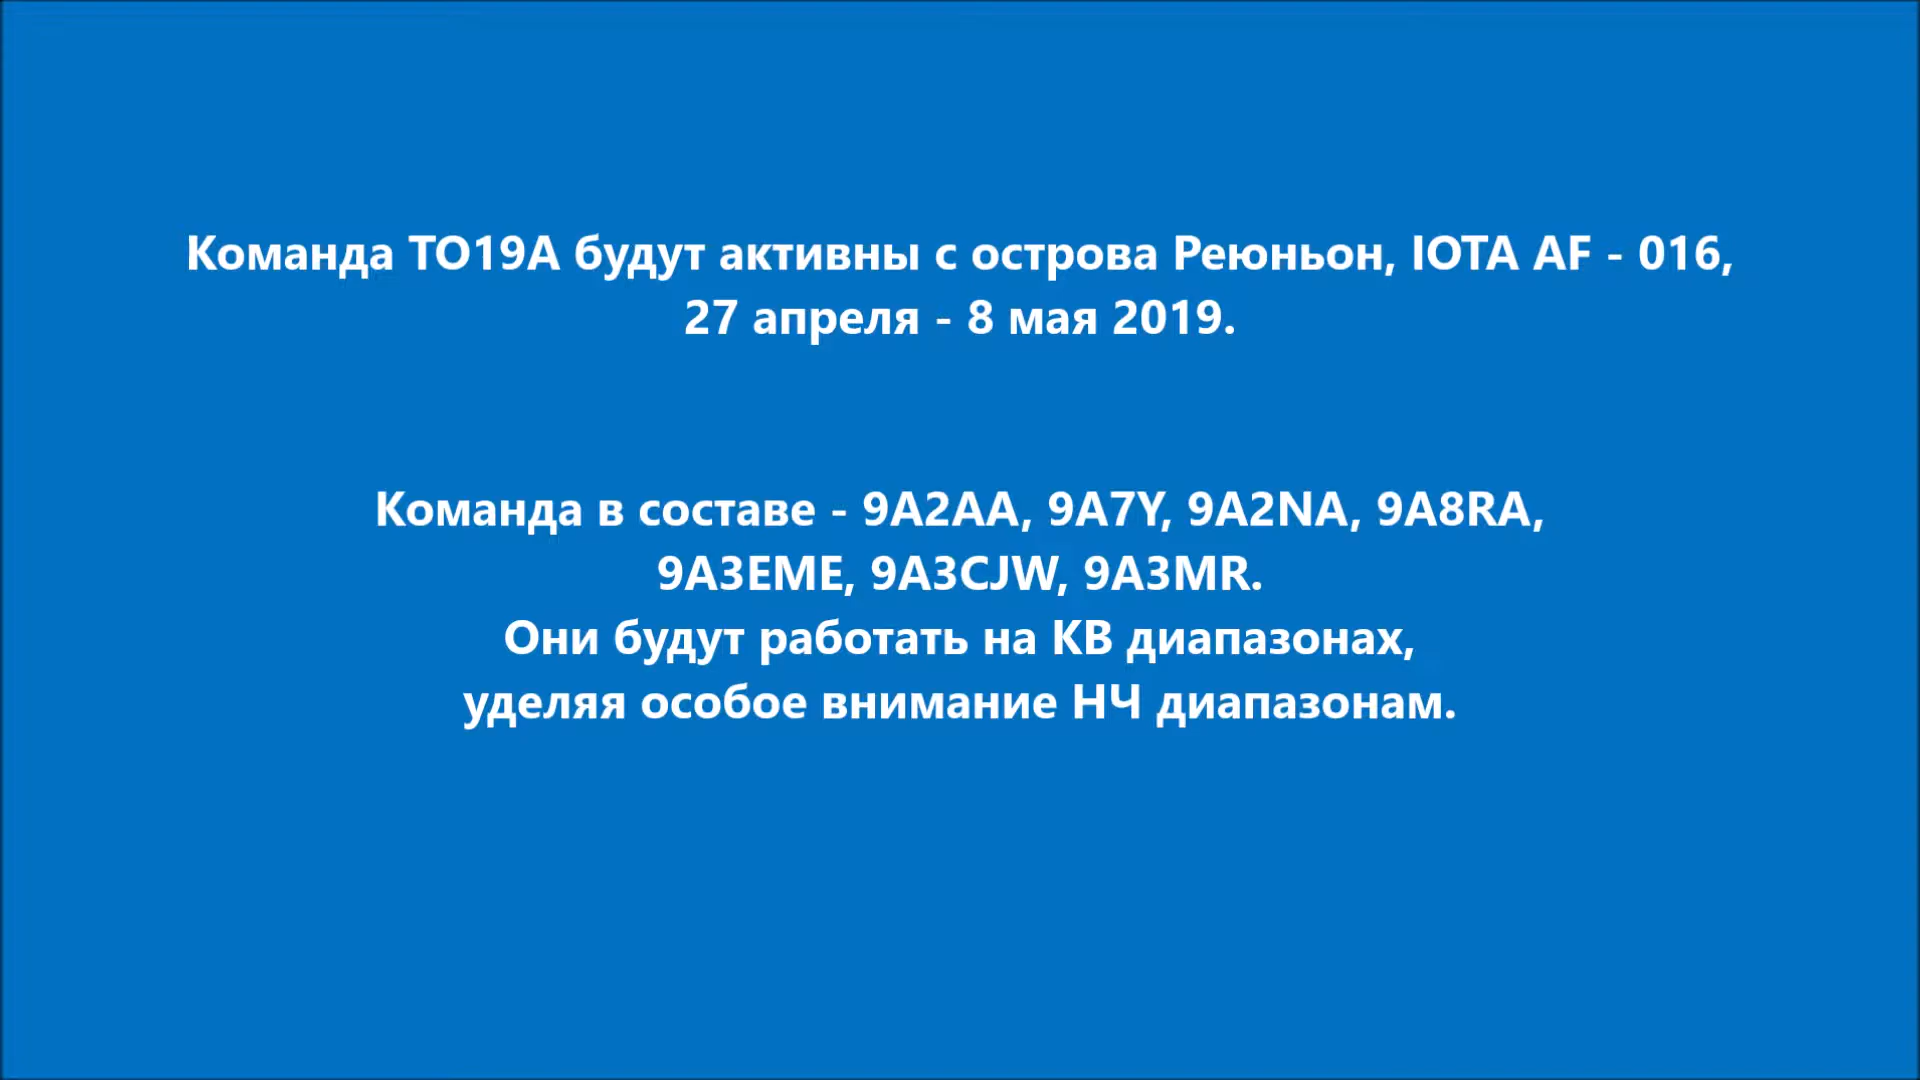 Команда TO19A будут активны с острова Реюньон, IOTA AF - 016,
27 апреля - 8 мая 2019.
Команда в составе - 9A2AA, 9A7Y, 9A2NA, 9A8RA,
9A3EME, 9A3CJW, 9A3MR.
Они будут работать на КВ диапазонах,
уделяя особое внимание НЧ диапазонам.